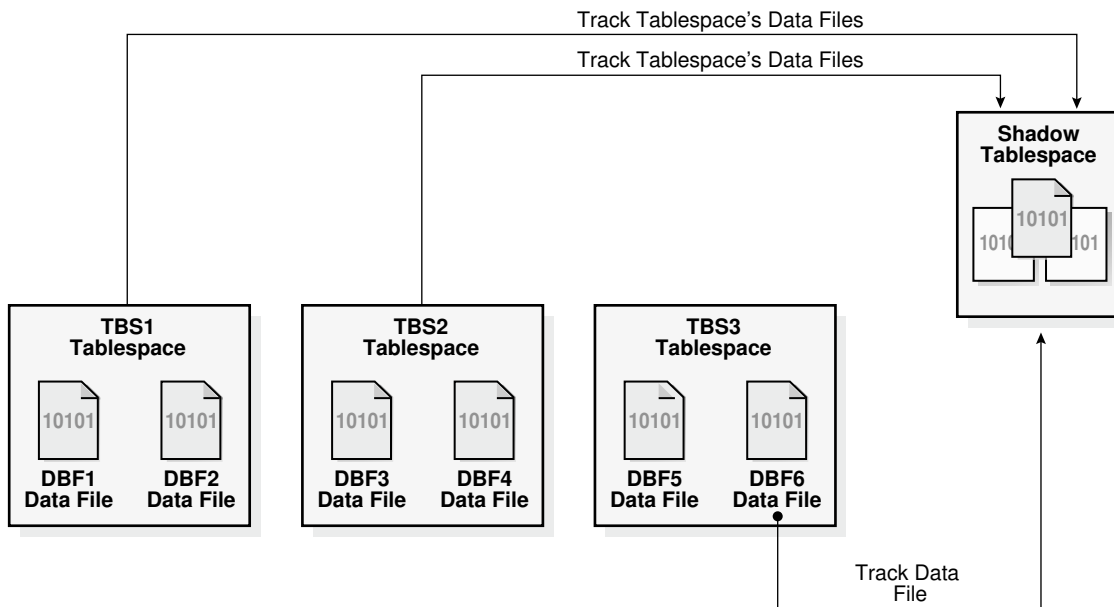 Track Tablespace's Data Files
Track Tablespace's Data Files
Shadow
Tablespace
10101
1010
101
TBS1
Tablespace
10101
10101
DBF1
Data File
DBF2
Data File
TBS2
Tablespace
10101
10101
DBF3
Data File
DBF4
Data File
TBS3
Tablespace
10101
10101
DBF5
Data File
DBF6
Data File
Track Data
File